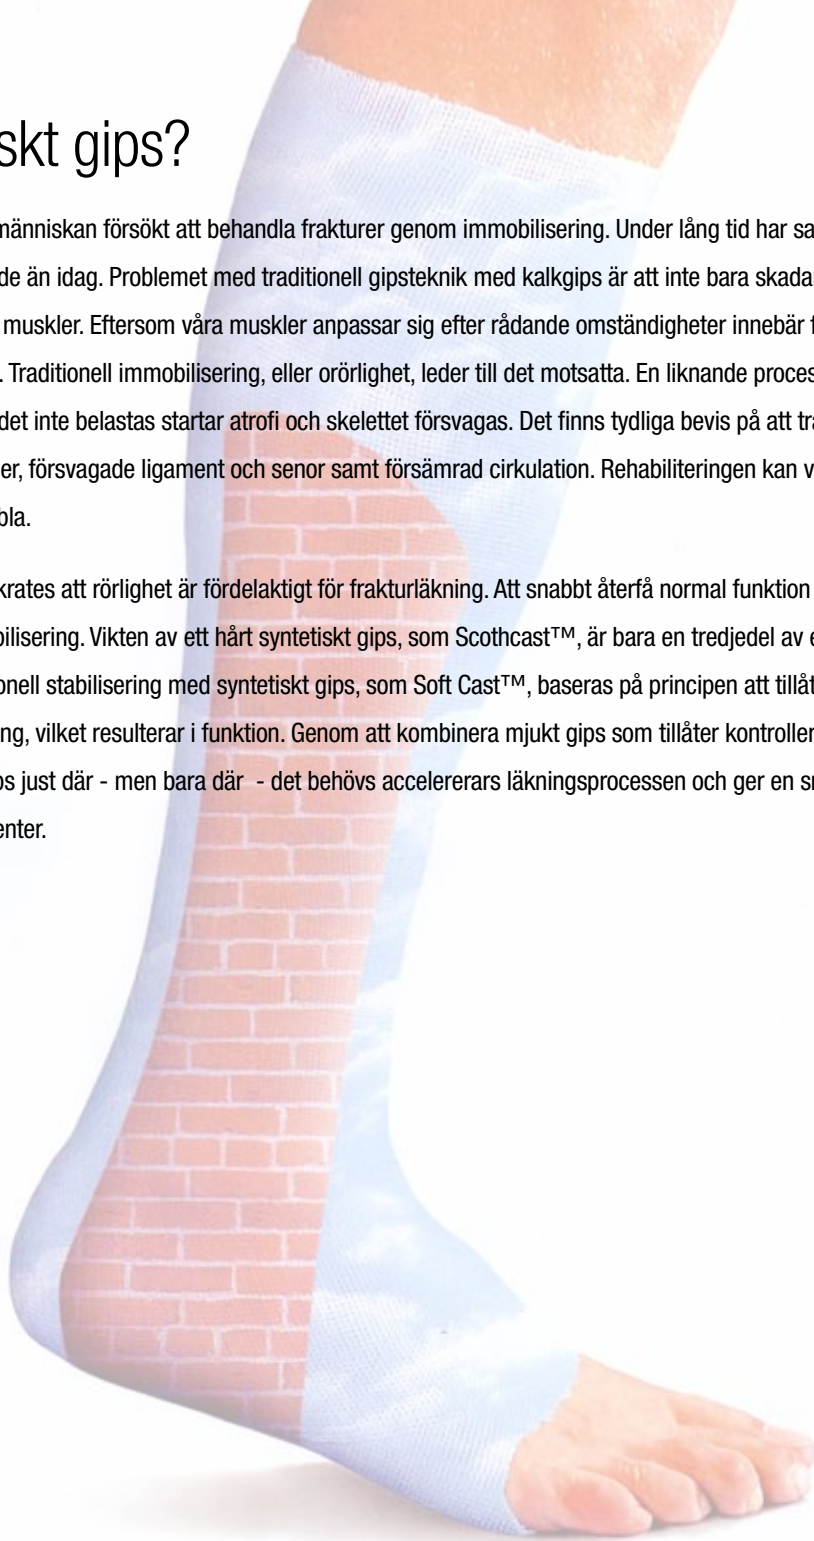 skt gips?
människan försökt att behandla frakturer genom immobilisering. Under lång tid har sa
de än idag. Problemet med traditionell gipsteknik med kalkgips är att inte bara skadar
muskler. Eftersom våra muskler anpassar sig efter rådande omständigheter innebär f
. Traditionell immobilisering, eller orörlighet, leder till det motsatta. En liknande proces
det inte belastas startar atrofi och skelettet försvagas. Det finns tydliga bevis på att tra
er, försvagade ligament och senor samt försämrad cirkulation. Rehabiliteringen kan v
bla.
krates att rörlighet är fördelaktigt för frakturläkning. Att snabbt återfå normal funktion
bilisering. Vikten av ett hårt syntetiskt gips, som Scothcast™, är bara en tredjedel av e
onell stabilisering med syntetiskt gips, som Soft Cast™, baseras på principen att tillåt
ing, vilket resulterar i funktion. Genom att kombinera mjukt gips som tillåter kontroller
os just där - men bara där  - det behövs accelererars läkningsprocessen och ger en sn
enter.